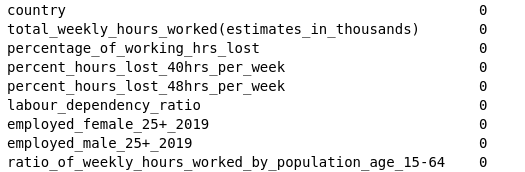 country 0
total_weekly_hours_worked(estimates_in_thousands) 0
percentage_of_working_hrs_lost 0
percent_hours_lost_40hrs_per_week 0
percent_hours_lost_48hrs_per_week 0
labour_dependency_ratio 0
employed_female_25+_2019 0
employed_male_25+_2019 0
ratio_of_weekly_hours_worked_by_population_age_15-64 0